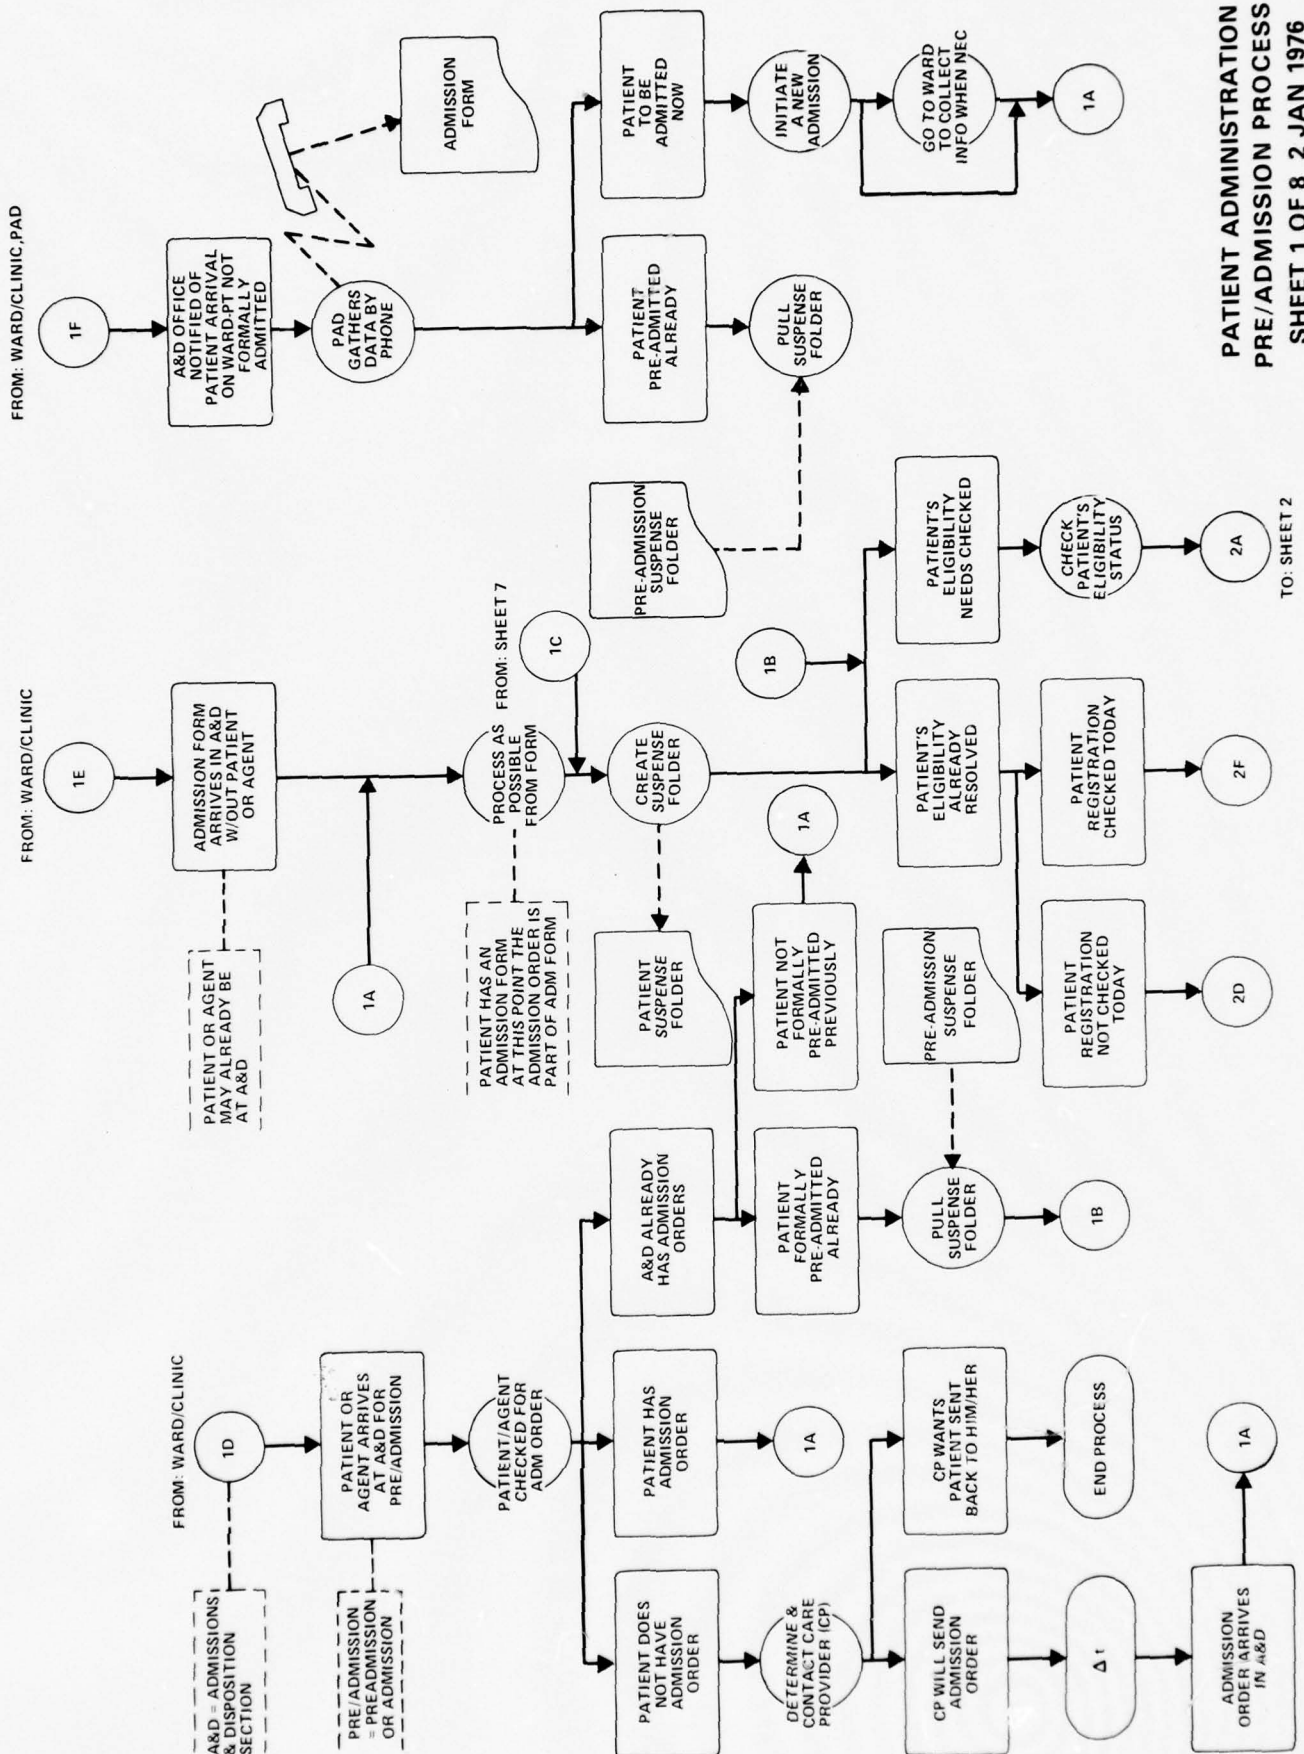 FROM: WARD/CLINIC
1D
A&D = ADMISSIONS
& DISPOSITION
SECTION
PATIENT OR
AGENT ARRIVES
AT A&D FOR
PRE/ADMISSION
PRE/ADMISSION
= PREADMISSION
OR ADMISSION
PATIENT/AGENT
CHECKED FOR
ADM ORDER
PATIENT DOES
NOT HAVE
ADMISSION
ORDER
PATIENT HAS
ADMISSION
ORDER
A&D ALREADY
HAS ADMISSION
ORDERS
DETERMINE &
CONTACT CARE
PROVIDER (CP)
1A
PATIENT
FORMALLY
PRE-ADMITTED
ALREADY
PATIENT NOT
FORMALLY
PRE-ADMITTED
PREVIOUSLY
1A
CP WILL SEND
ADMISSION
ORDER
CP WANTS
PATIENT SENT
BACK TO HIM/HER
PULL
SUSPENSE
FOLDER
PRE-ADMISSION
SUSPENSE
FOLDER
Δ t
END PROCESS
1B
ADMISSION
ORDER ARRIVES
IN A&D
1A
FROM: WARD/CLINIC
1E
PATIENT OR AGENT
MAY ALREADY BE
AT A&D
ADMISSION FORM
ARRIVES IN A&D
W/OUT PATIENT
OR AGENT
1A
PATIENT HAS AN
ADMISSION FORM
AT THIS POINT THE
ADMISSION ORDER IS
PART OF ADM FORM
PROCESS AS
POSSIBLE
FROM FORM
FROM: SHEET 7
1C
PATIENT
SUSPENSE
FOLDER
CREATE
SUSPENSE
FOLDER
1B
PATIENT'S
ELIGIBILITY
ALREADY
RESOLVED
PATIENT'S
ELIGIBILITY
NEEDS CHECKED
PATIENT
REGISTRATION
NOT CHECKED
TODAY
PATIENT
REGISTRATION
CHECKED TODAY
CHECK
PATIENT'S
ELIGIBILITY
STATUS
2D
2F
2A
TO: SHEET 2
FROM: WARD/CLINIC,PAD
1F
A&D OFFICE
NOTIFIED OF
PATIENT ARRIVAL
ON WARD-PT NOT
FORMALLY
ADMITTED
PAD
GATHERS
DATA BY
PHONE
ADMISSION
FORM
PRE-ADMISSION
SUSPENSE
FOLDER
PATIENT
PRE-ADMITTED
ALREADY
PATIENT
TO BE
ADMITTED
NOW
PULL
SUSPENSE
FOLDER
INITIATE
A NEW
ADMISSION
GO TO WARD
TO COLLECT
INFO WHEN NEC
1A
PATIENT ADMINISTRATION
PRE/ADMISSION PROCESS
SHEET 1 OF 8 2 JAN 1976